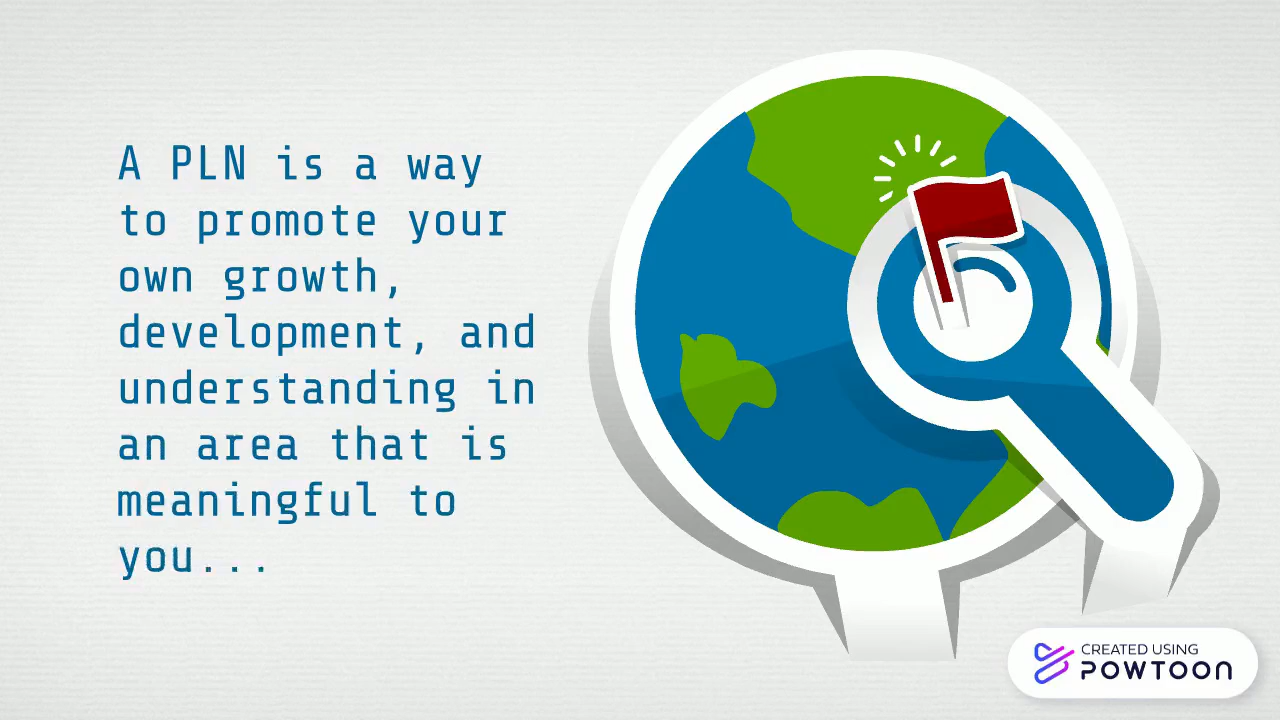 A PLN is a way
to promote your
own growth,
development, and
understanding in
an area that is
meaningful to
you...
CREATED USING
POWTOON